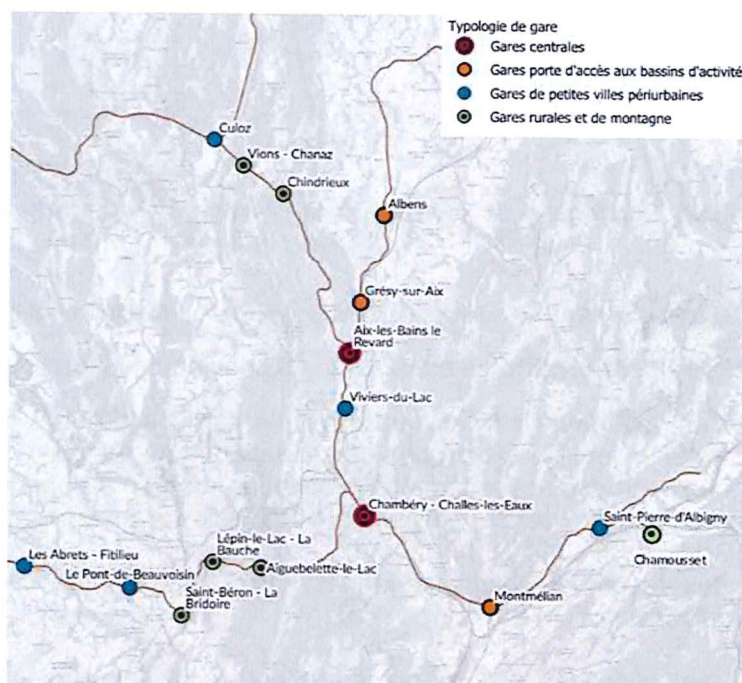 Typologie de gare
Gares centrales
Gares porte d'accès aux bassins d'activité
Gares de petites villes périurbaines
Gares rurales et de montagne
Culoz
Vions - Chanaz
Chindrieux
Albens
Grésy-sur-Aix
Aix-les-Bains le
Revard
Viviers-du-Lac
Chambéry - Challes-les-Eaux
Saint-Pierre-d'Albigny
Chamousset
Lépin-le-Lac - La
Bauche
Aiguebelette-le-Lac
Les Abrets - Fitilieu
Le Pont-de-Beauvoisin
Saint-Béron - La
Bridoire
Montmélian